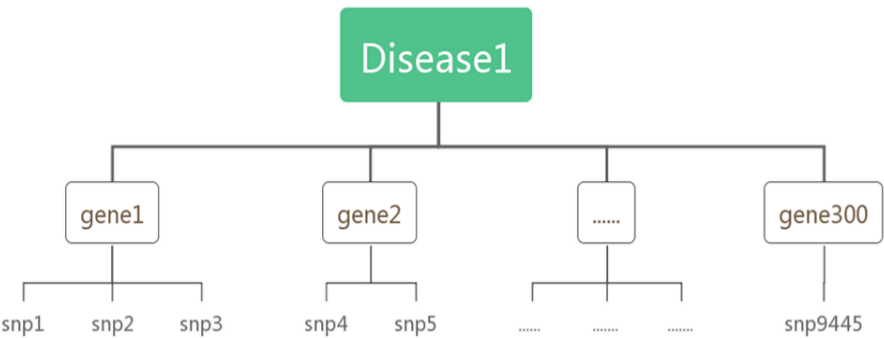 Disease1
gene1 gene2 ...... gene300
snp1 snp2 snp3 snp4 snp5 ...... ....... ....... snp9445